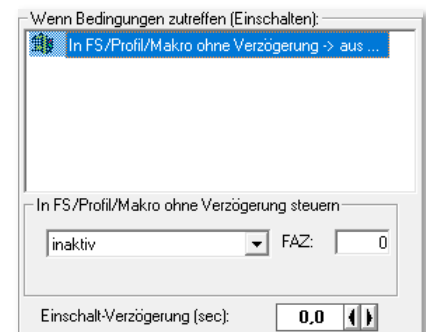 Wenn Bedingungen zutreffen (Einschalten):
In FS/Profil/Makro ohne Verzögerung -> aus ...
In FS/Profil/Makro ohne Verzögerung steuern
inaktiv FAZ: 0
Einschalt-Verzögerung (sec): 0,0